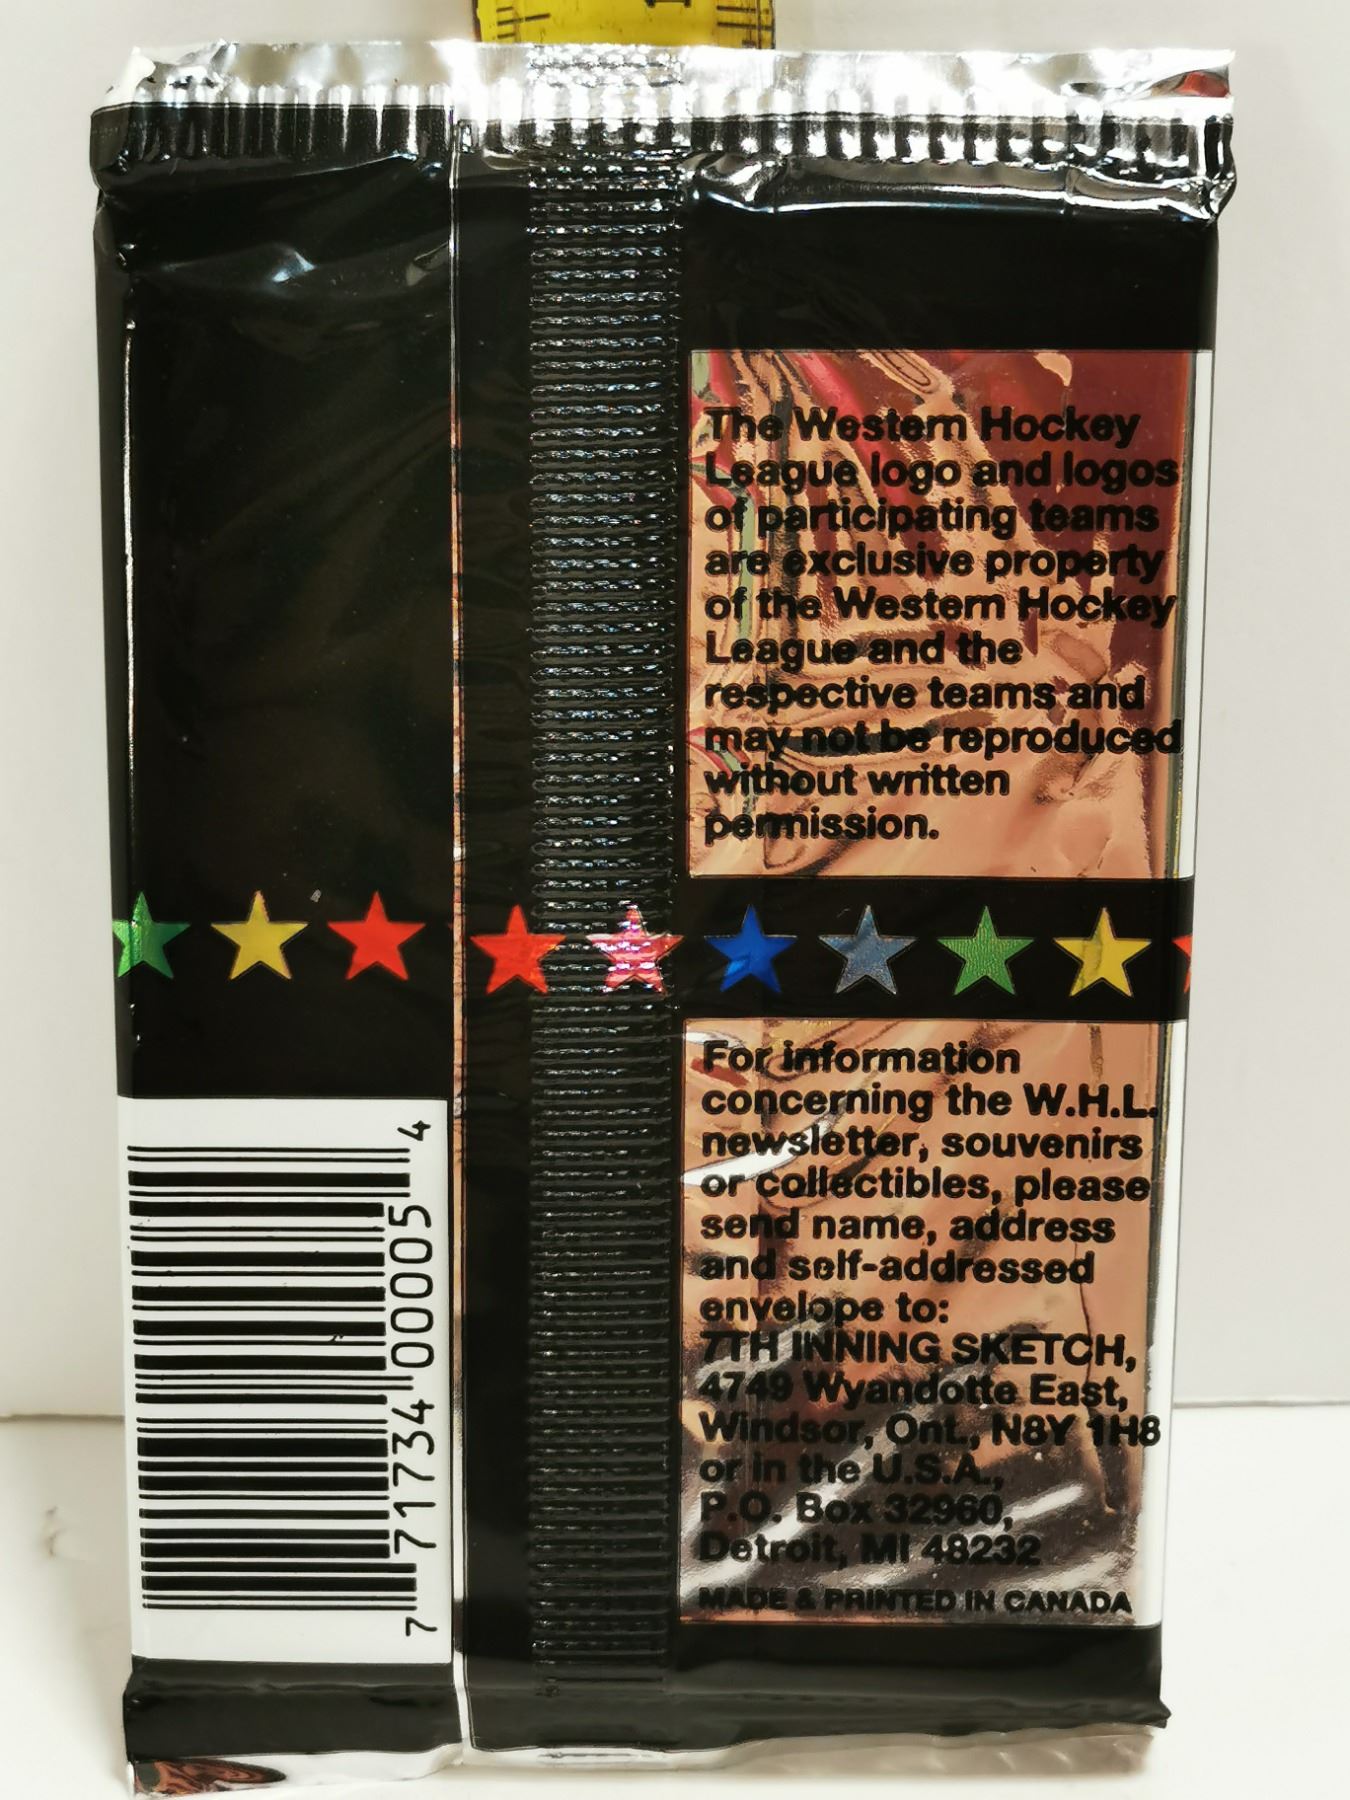 The Western Hockey
League logo and logos
of participating teams
are exclusive property
of the Western Hockey
League and the
respective teams and
may not be reproduced
without written
permission.
For information
concerning the W.H.L.
newsletter, souvenirs
or collectibles, please
send name, address
and self-addressed
envelope to:
7TH INNING SKETCH,
4749 Wyandotte East,
Windsor, Ont., N8Y 1H8
or in the U.S.A.,
P.O. Box 32960,
Detroit, MI 48232
MADE & PRINTED IN CANADA
7 71734 00005 4